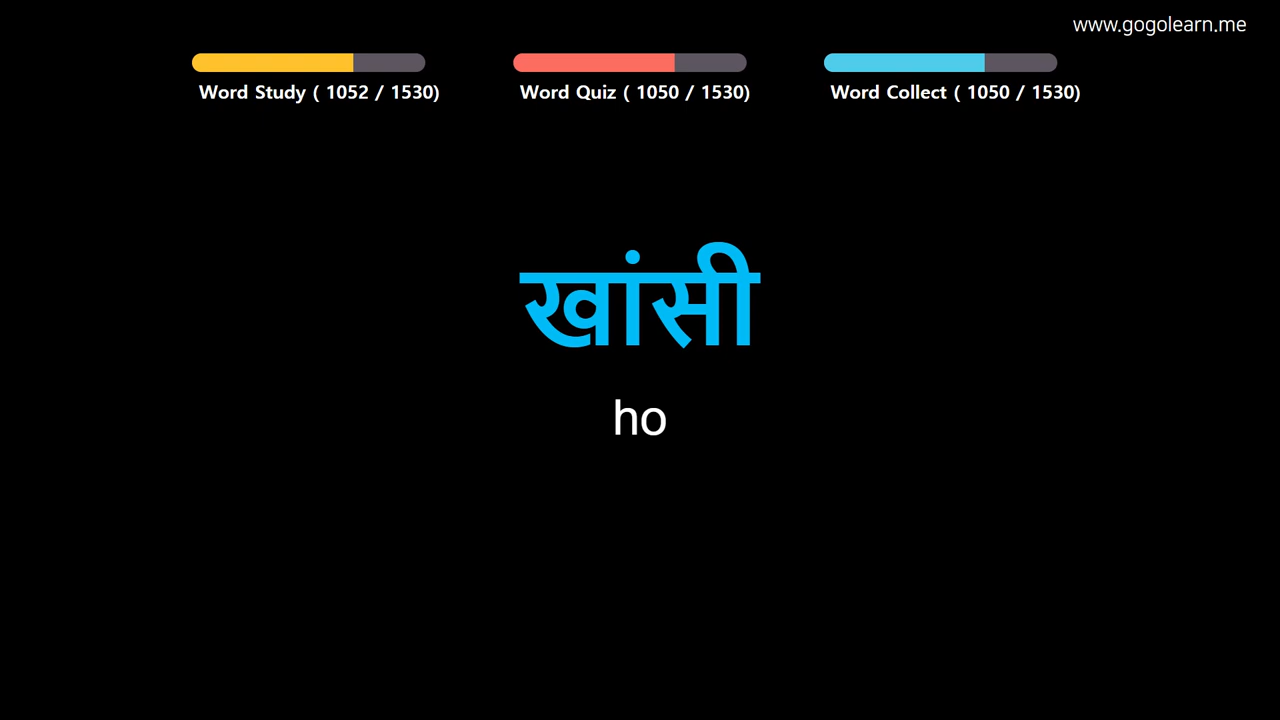 www.gogolearn.me
Word Study ( 1052 / 1530)
Word Quiz ( 1050 / 1530)
Word Collect ( 1050 / 1530)
खांसी
ho